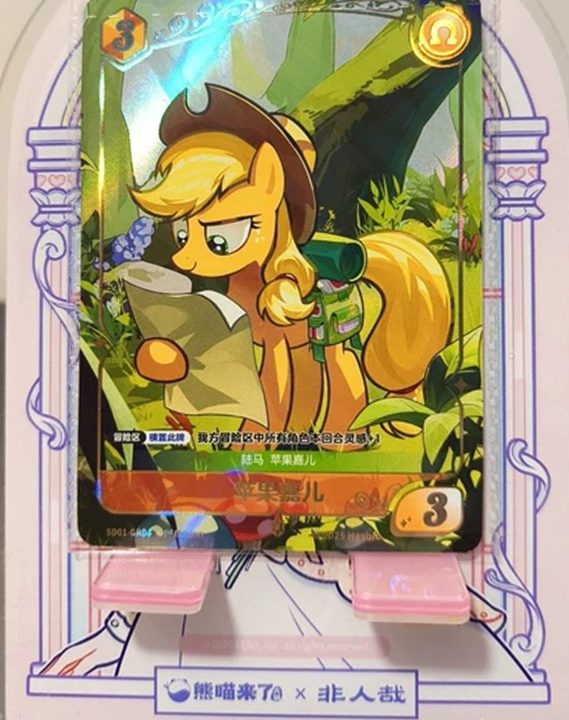 3
Ω
冒险区 横置此牌 我方冒险区中所有角色本回合灵感+1
陆马 苹果嘉儿
苹果嘉儿
3
©2025 Hasbro
熊喵来了 × 非人哉